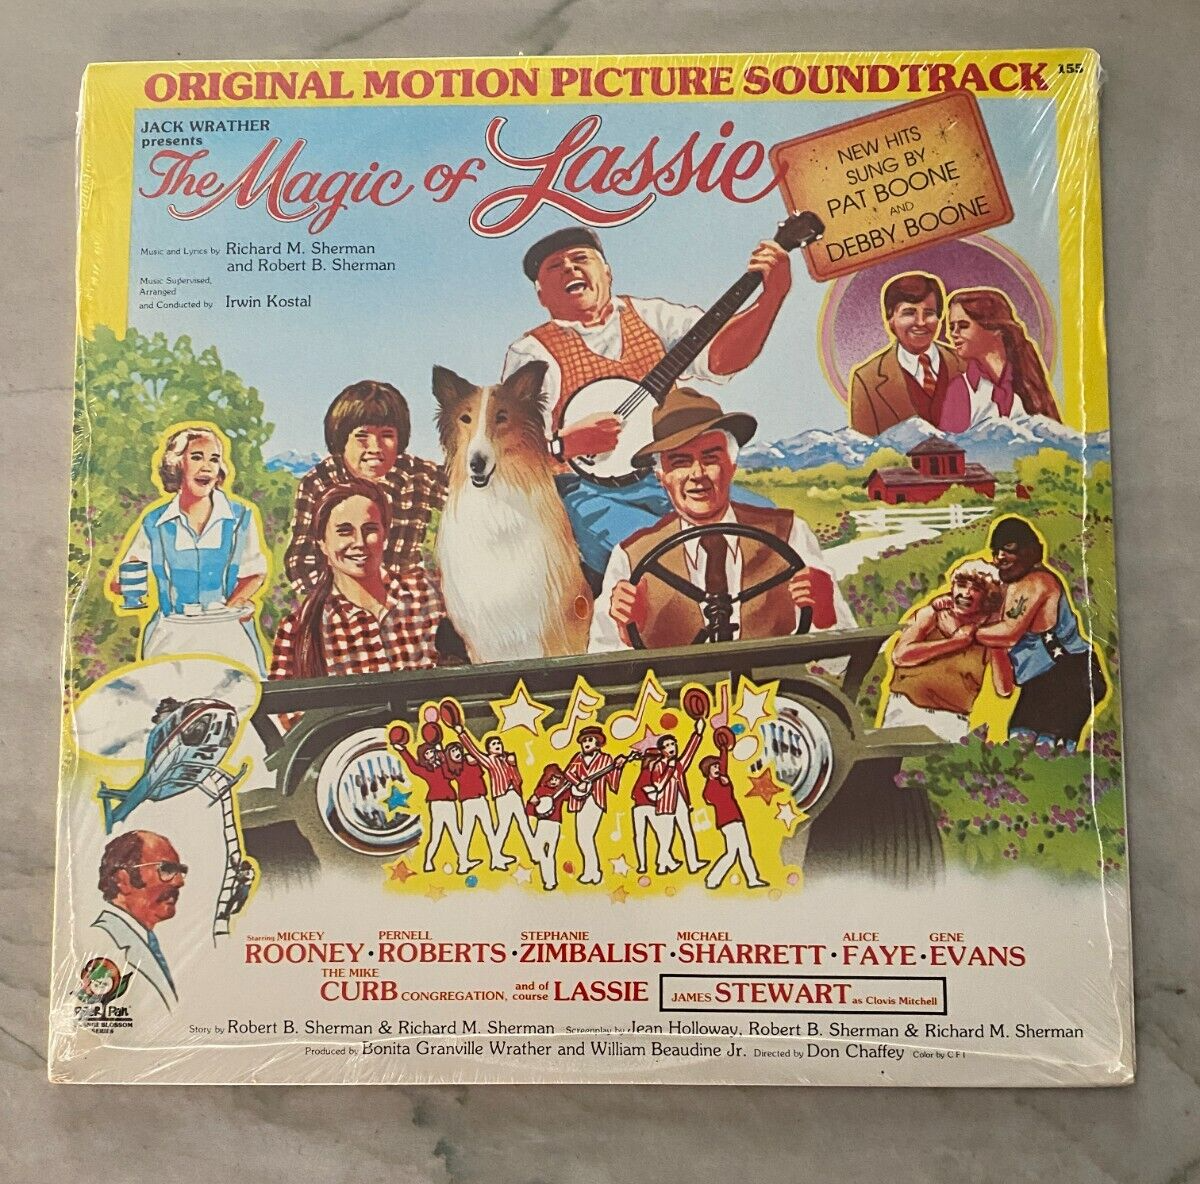 ORIGINAL MOTION PICTURE SOUNDTRACK 155
JACK WRATHER
presents
The Magic of Lassie
NEW HITS
SUNG BY
PAT BOONE
AND
DEBBY BOONE
Music and Lyrics by Richard M. Sherman
and Robert B. Sherman
Music Supervised,
Arranged
and Conducted by Irwin Kostal
Starring MICKEY ROONEY · PERNELL ROBERTS · STEPHANIE ZIMBALIST · MICHAEL SHARRETT · ALICE FAYE · GENE EVANS
THE MIKE CURB CONGREGATION, and of course LASSIE JAMES STEWART as Clovis Mitchell
Peter Pan
BLOSSOM
SERIES
Story by Robert B. Sherman & Richard M. Sherman Screenplay by Jean Holloway, Robert B. Sherman & Richard M. Sherman
Produced by Bonita Granville Wrather and William Beaudine Jr. Directed by Don Chaffey Color by C F I